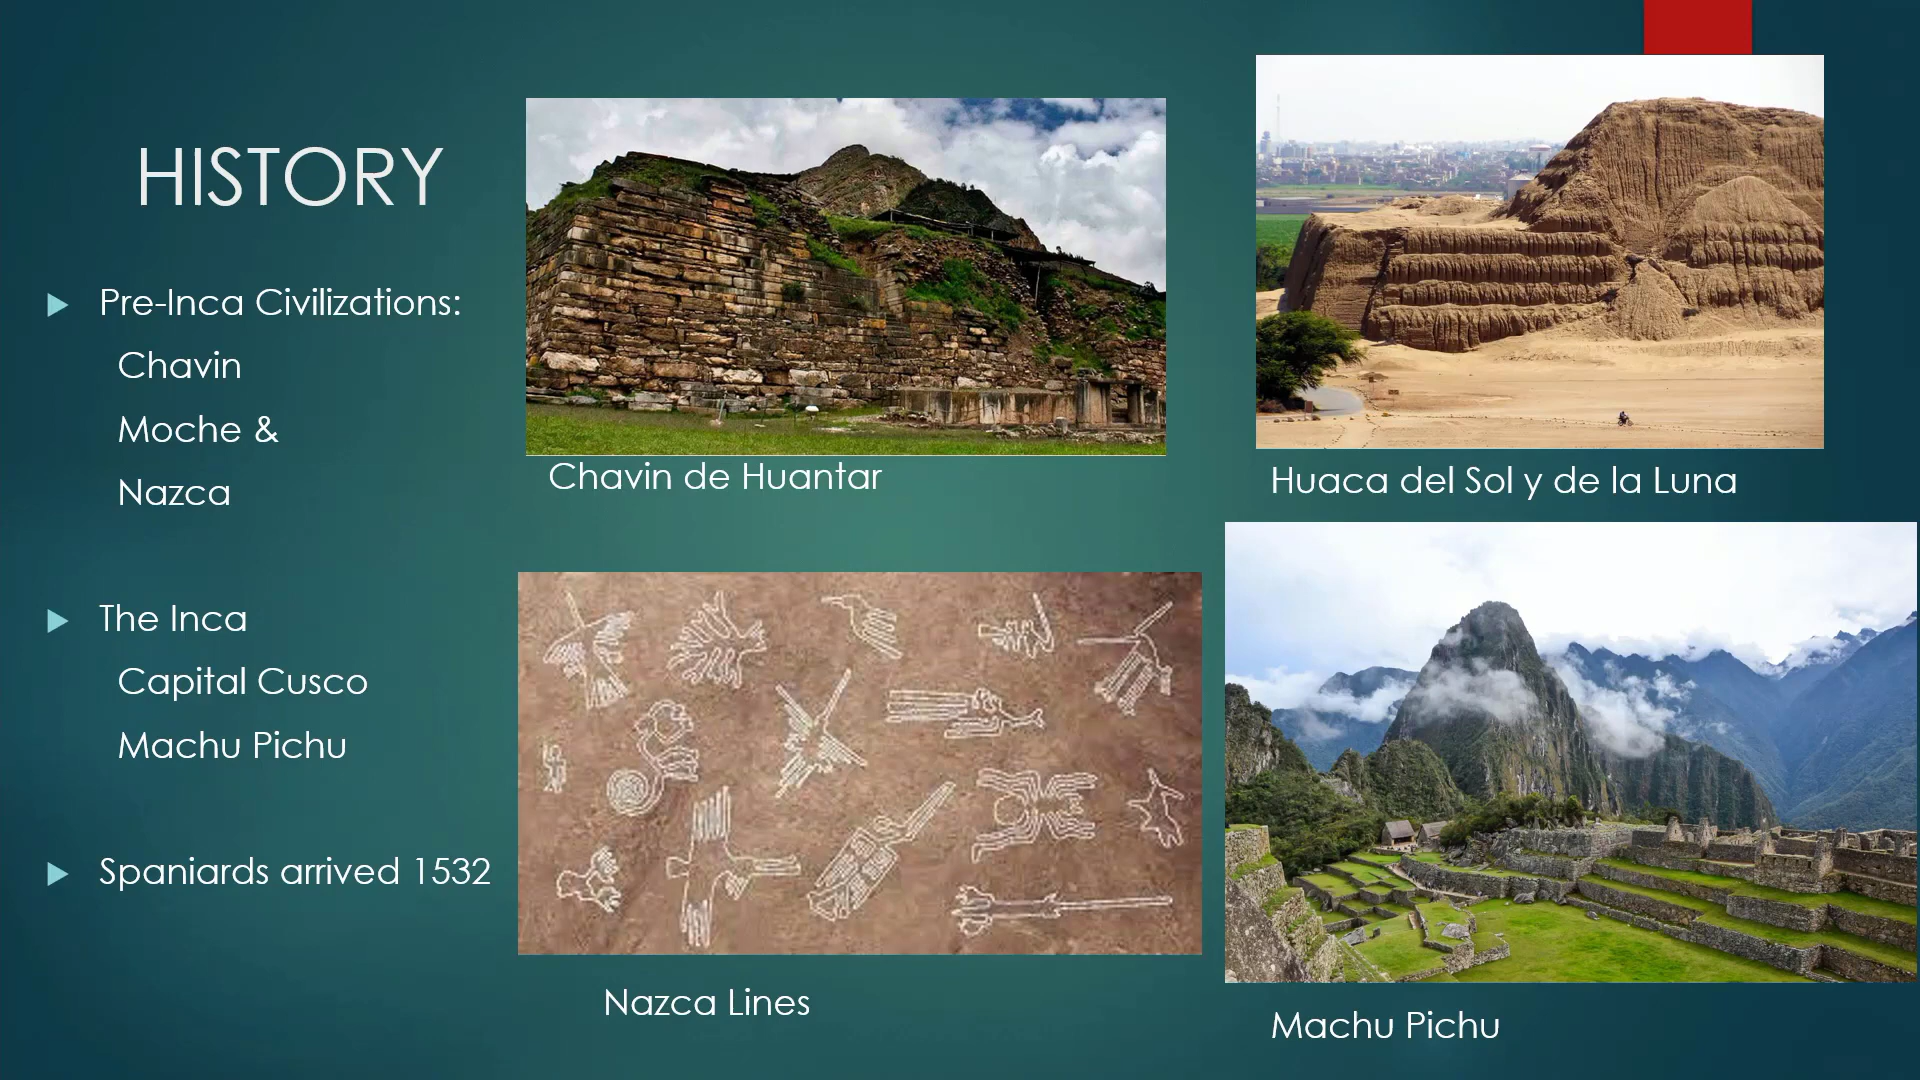 HISTORY
Pre-Inca Civilizations:
Chavin
Moche &
Nazca
The Inca
Capital Cusco
Machu Pichu
Spaniards arrived 1532
Chavin de Huantar
Huaca del Sol y de la Luna
Nazca Lines
Machu Pichu